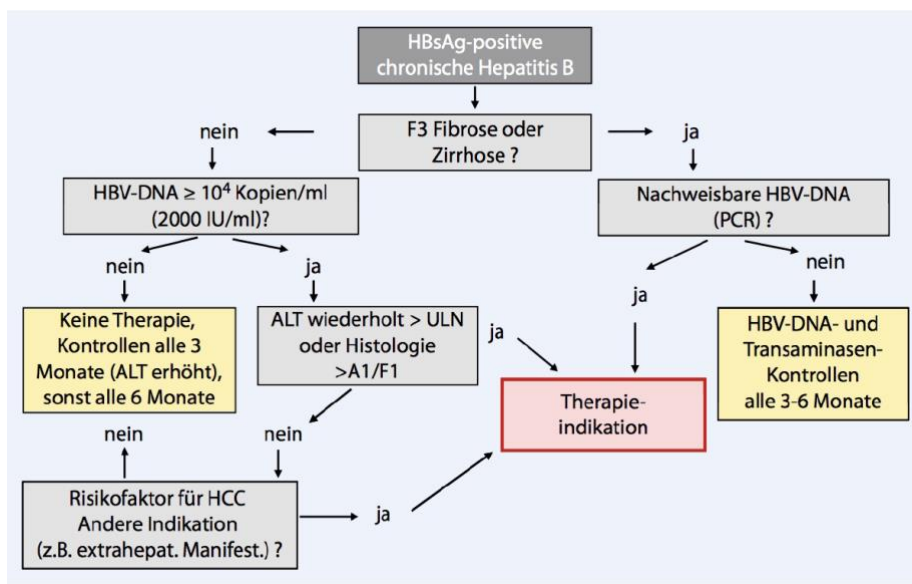 HBsAg-positive
chronische Hepatitis B
nein
F3 Fibrose oder
Zirrhose ?
ja
HBV-DNA ≥ 10⁴ Kopien/ml
(2000 IU/ml)?
Nachweisbare HBV-DNA
(PCR) ?
nein
ja
ja
nein
Keine Therapie,
Kontrollen alle 3
Monate (ALT erhöht),
sonst alle 6 Monate
ALT wiederholt > ULN
oder Histologie
>A1/F1
ja
Therapie-
indikation
HBV-DNA- und
Transaminasen-
Kontrollen
alle 3-6 Monate
nein
nein
Risikofaktor für HCC
Andere Indikation
(z.B. extrahepat. Manifest.) ?
ja